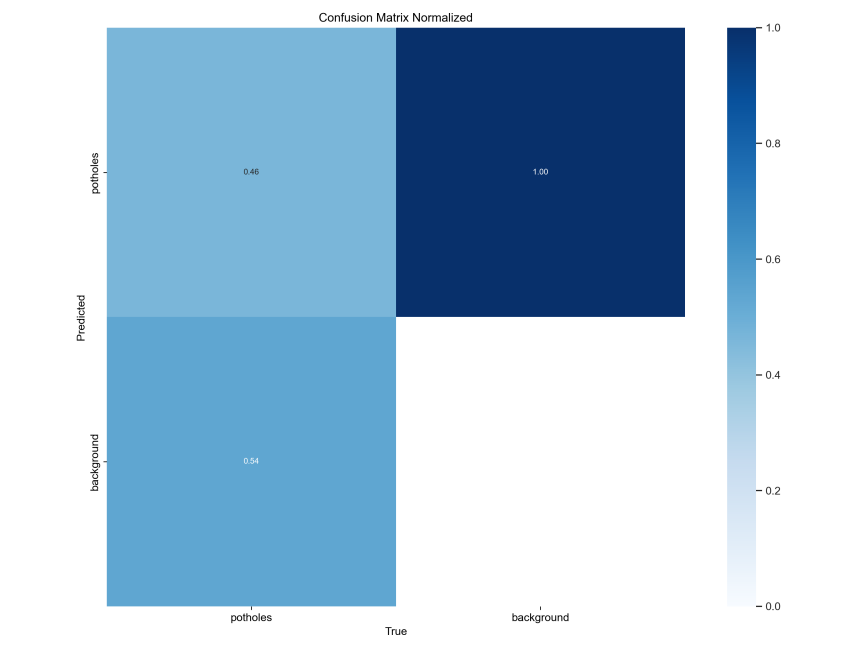 Confusion Matrix Normalized
1.0
0.8
potholes
0.46
1.00
0.6
Predicted
0.4
background
0.54
0.2
0.0
potholes
background
True